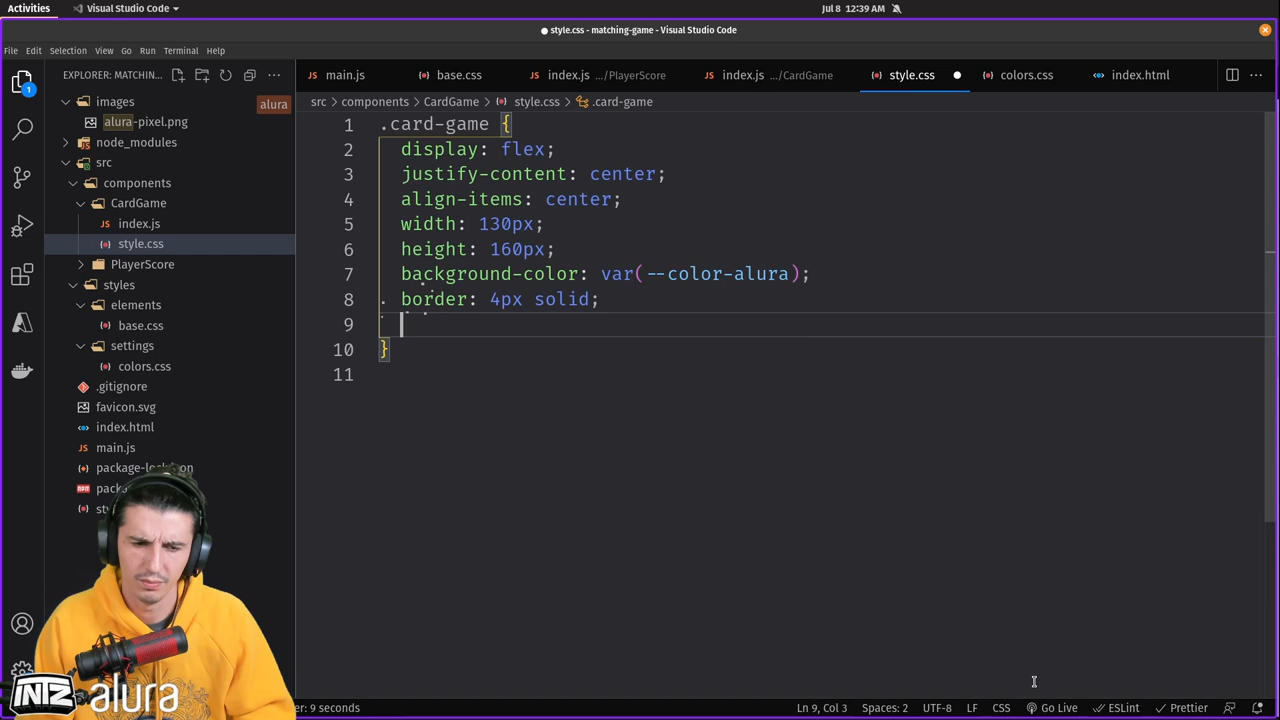 Activities
Visual Studio Code
Jul 8 12:39 AM
style.css - matching-game - Visual Studio Code
File Edit Selection View Go Run Terminal Help
1
EXPLORER: MATCHIN...
images
alura-pixel.png
node_modules
src
components
CardGame
index.js
style.css
PlayerScore
styles
elements
base.css
settings
colors.css
.gitignore
favicon.svg
index.html
main.js
alura
main.js base.css index.js .../PlayerScore index.js .../CardGame style.css colors.css index.html
src > components > CardGame > style.css > .card-game
1 .card-game {
2 display: flex;
3 justify-content: center;
4 align-items: center;
5 width: 130px;
6 height: 160px;
7 background-color: var(--color-alura);
8 border: 4px solid;
9
10 }
11
INTZ alura
9 seconds
Ln 9, Col 3 Spaces: 2 UTF-8 LF CSS Go Live ESLint Prettier